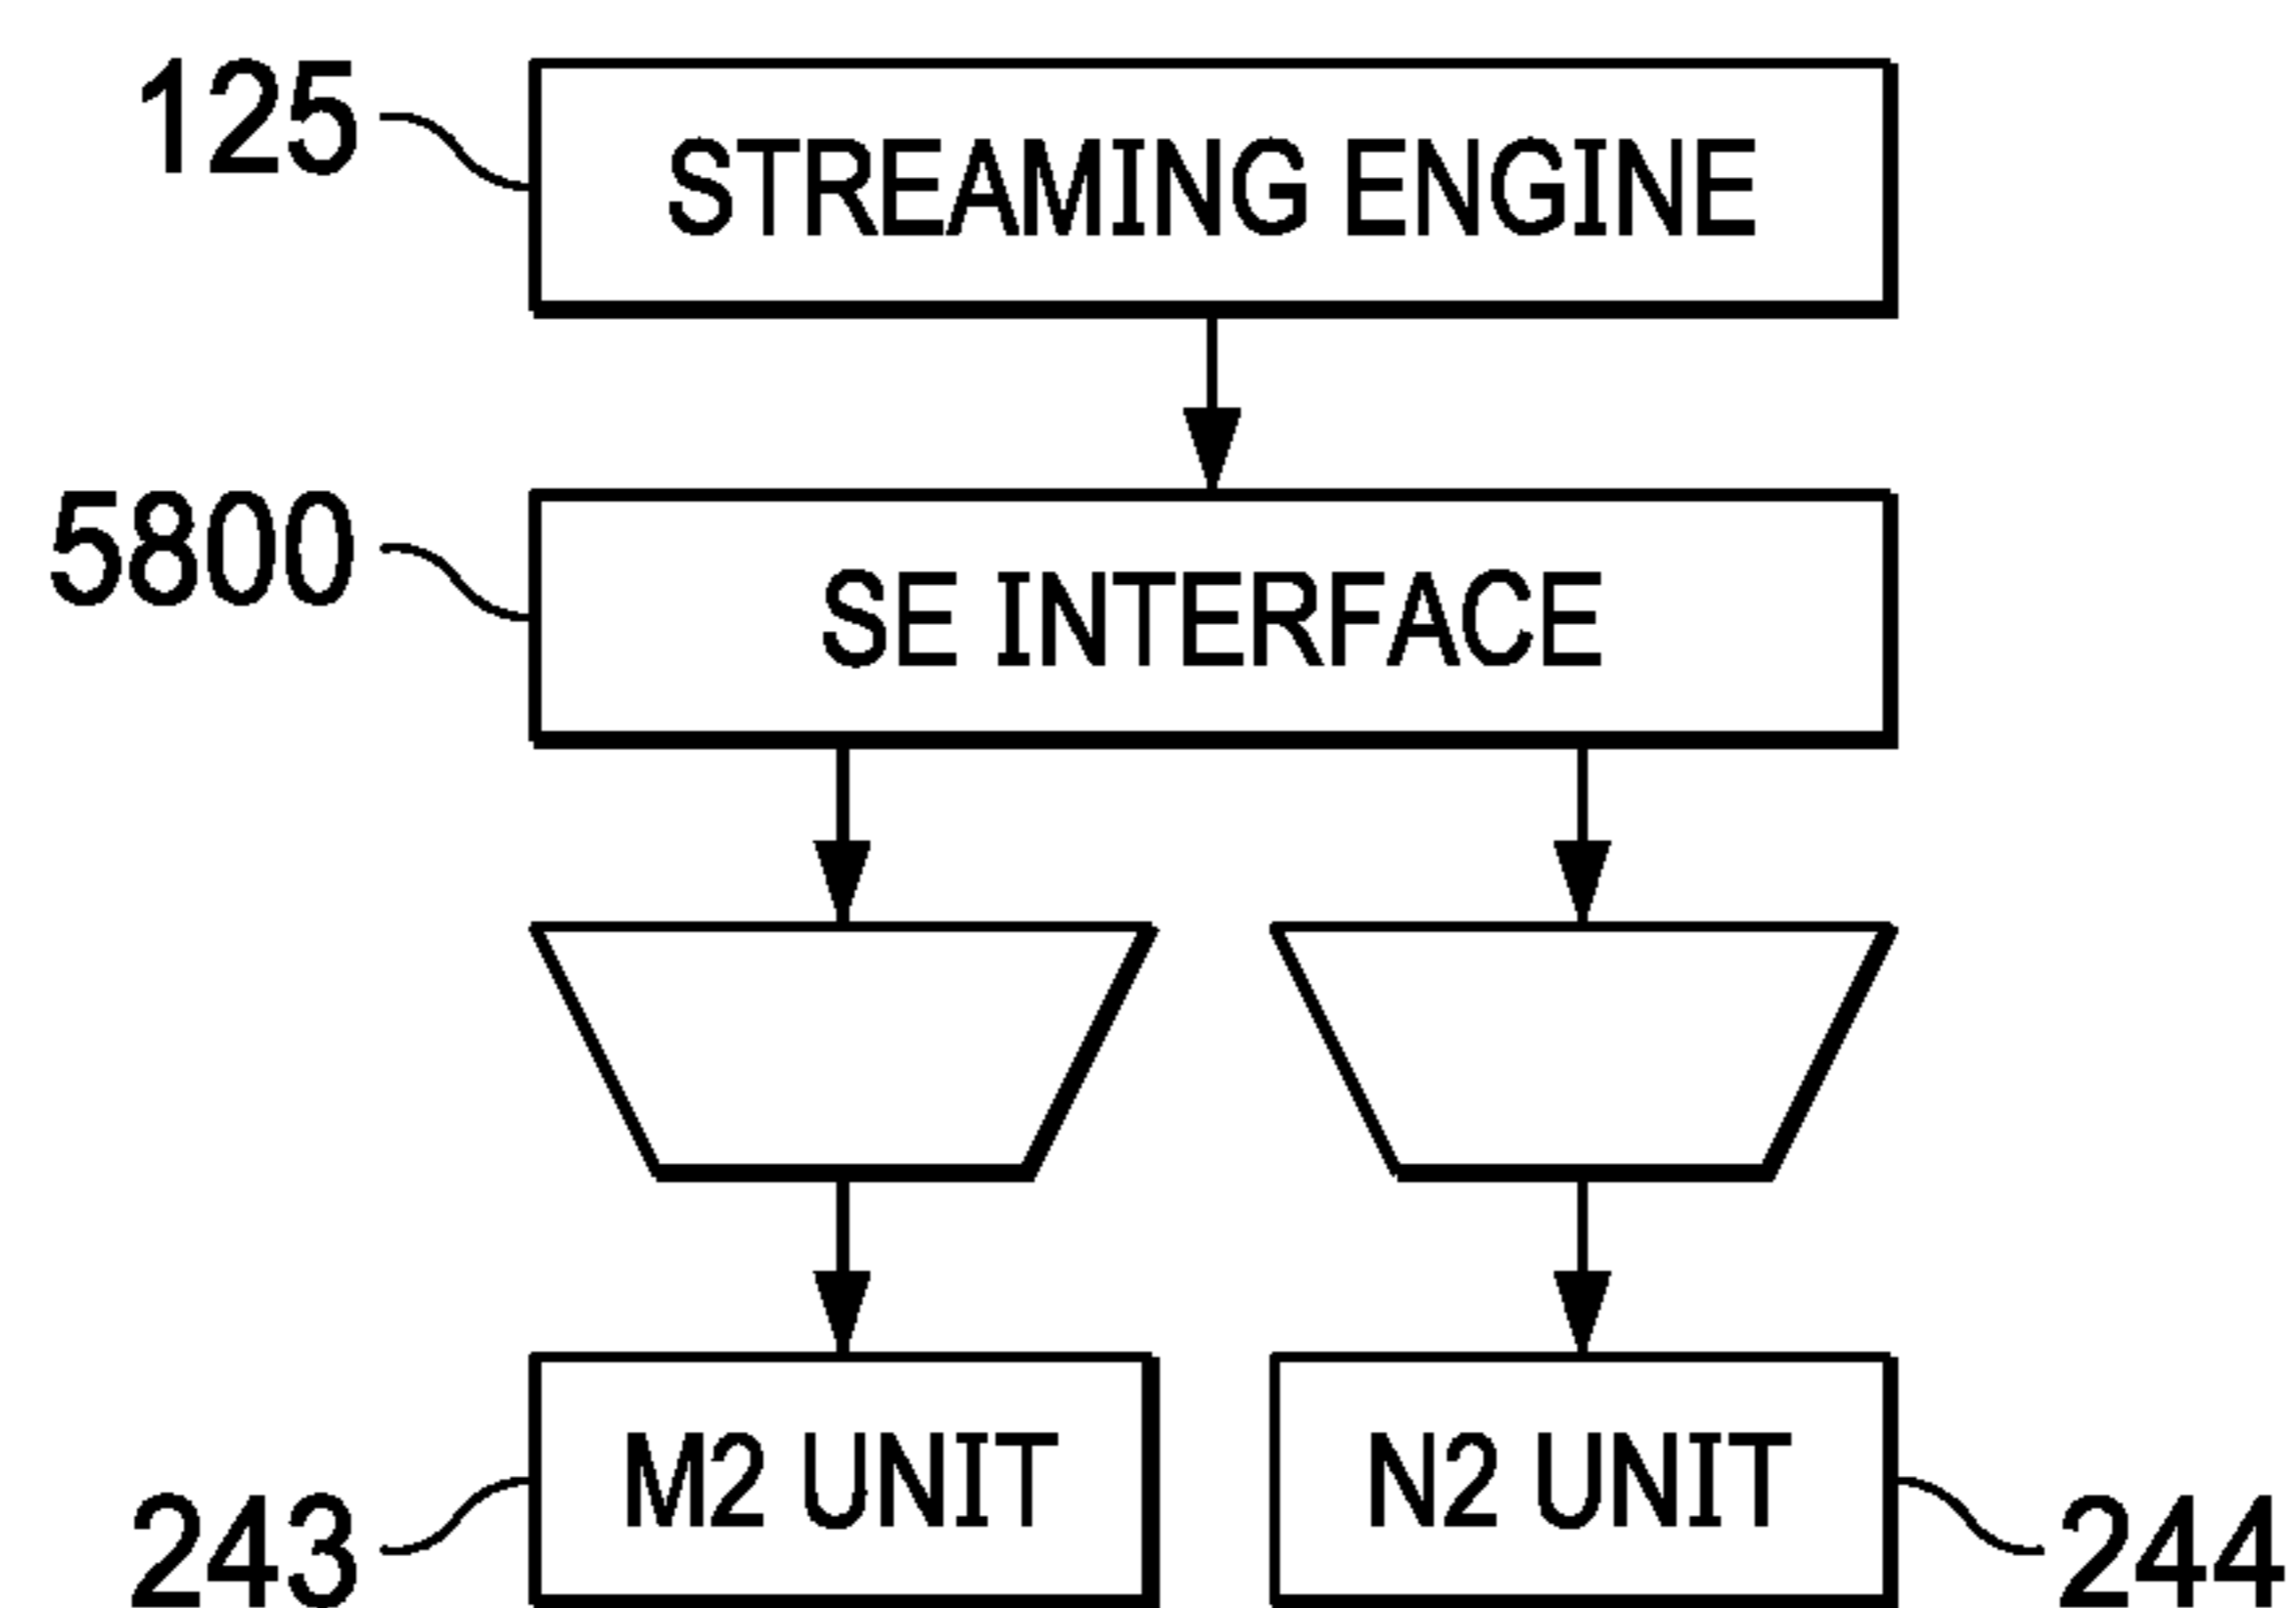 125
STREAMING ENGINE
5800
SE INTERFACE
M2 UNIT
N2 UNIT
243
244